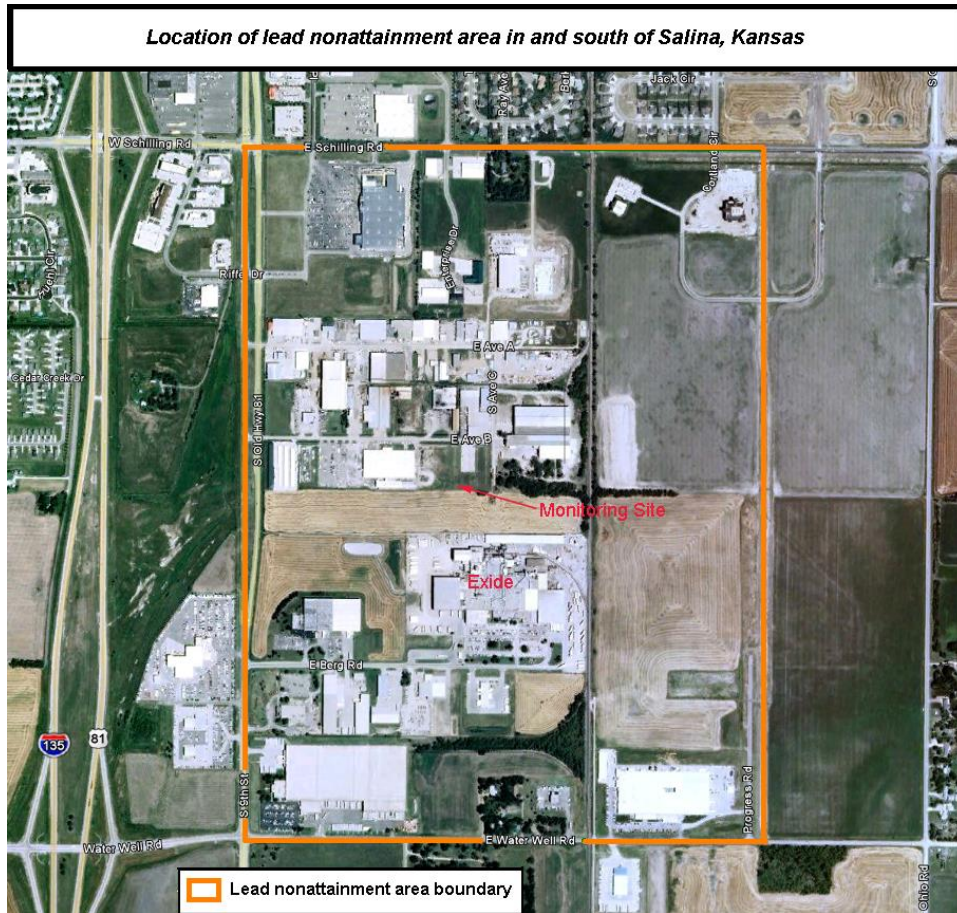 Location of lead nonattainment area in and south of Salina, Kansas
Jack Cir
Ray Ave
W Schilling Rd
E Schilling Rd
Cortland Cir
Riffel Dr
Enterprise Dr
E Ave A
Cedar Creek Dr
S Ave C
S Old Hwy 81
E Ave B
Monitoring Site
Exide
E Berg Rd
135
81
S 9th St
Progress Rd
Water Well Rd
E Water Well Rd
Ohio Rd
Lead nonattainment area boundary